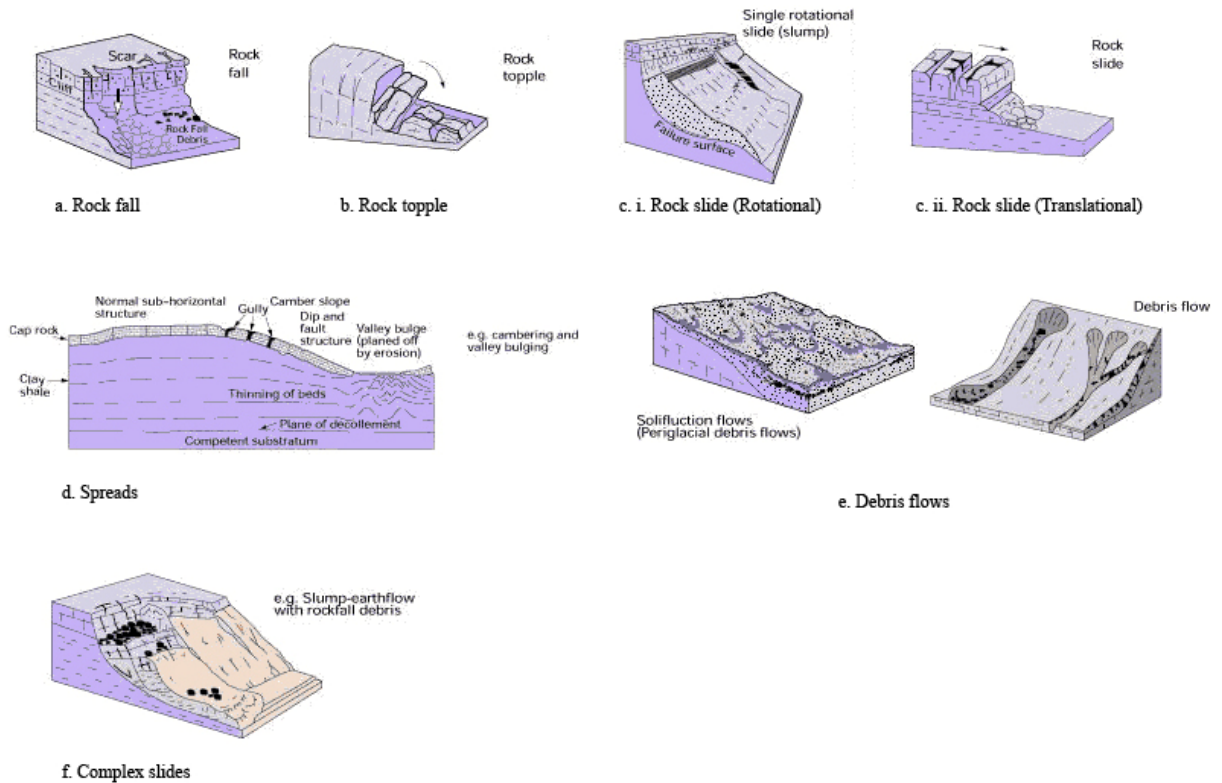 Scar
Cliff
Rock
fall
Rock Fall
Debris
a. Rock fall
Rock
topple
b. Rock topple
Single rotational
slide (slump)
Failure surface
c. i. Rock slide (Rotational)
Rock
slide
c. ii. Rock slide (Translational)
Normal sub-horizontal
structure
Gully
Camber slope
Dip and
fault
structure
Valley bulge
(planed off
by erosion)
e.g. cambering and
valley bulging
Cap rock
Clay
shale
Thinning of beds
Plane of decollement
Competent substratum
d. Spreads
Solifluction flows
(Periglacial debris flows)
Debris flow
e. Debris flows
e.g. Slump-earthflow
with rockfall debris
f. Complex slides